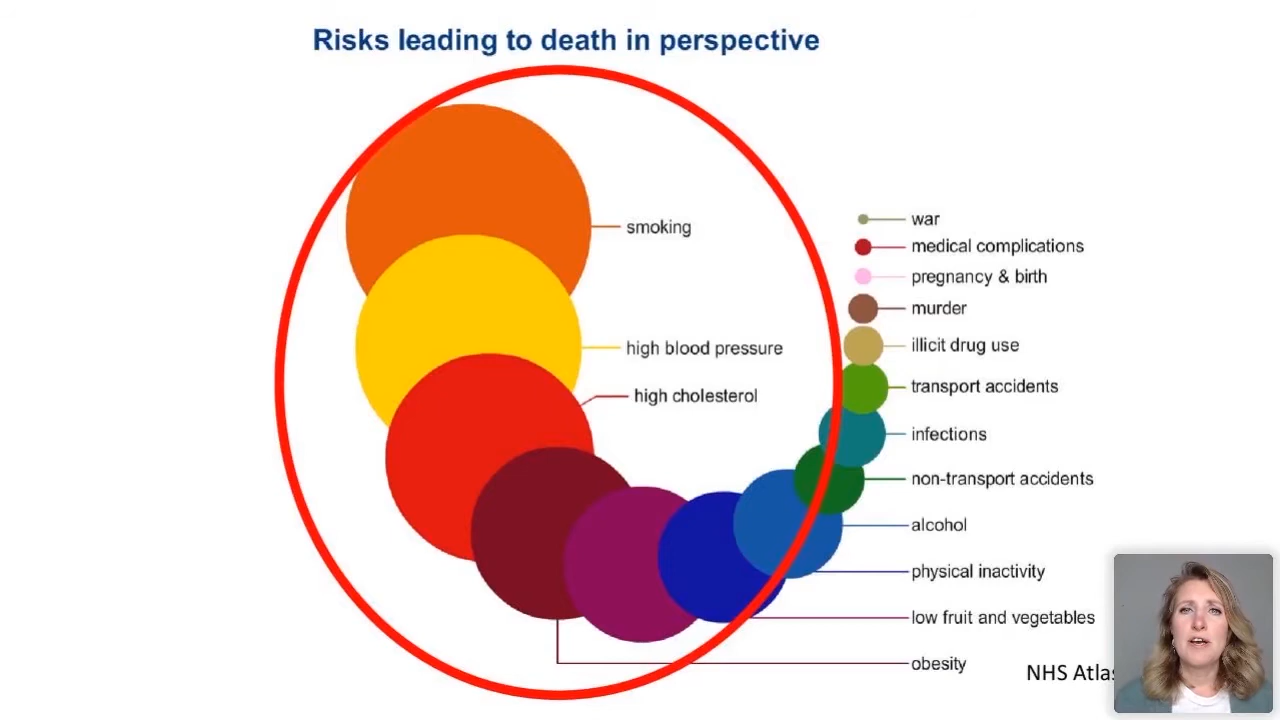 Risks leading to death in perspective
smoking
high blood pressure
high cholesterol
war
medical complications
pregnancy & birth
murder
illicit drug use
transport accidents
infections
non-transport accidents
alcohol
physical inactivity
low fruit and vegetables
obesity
NHS Atlas